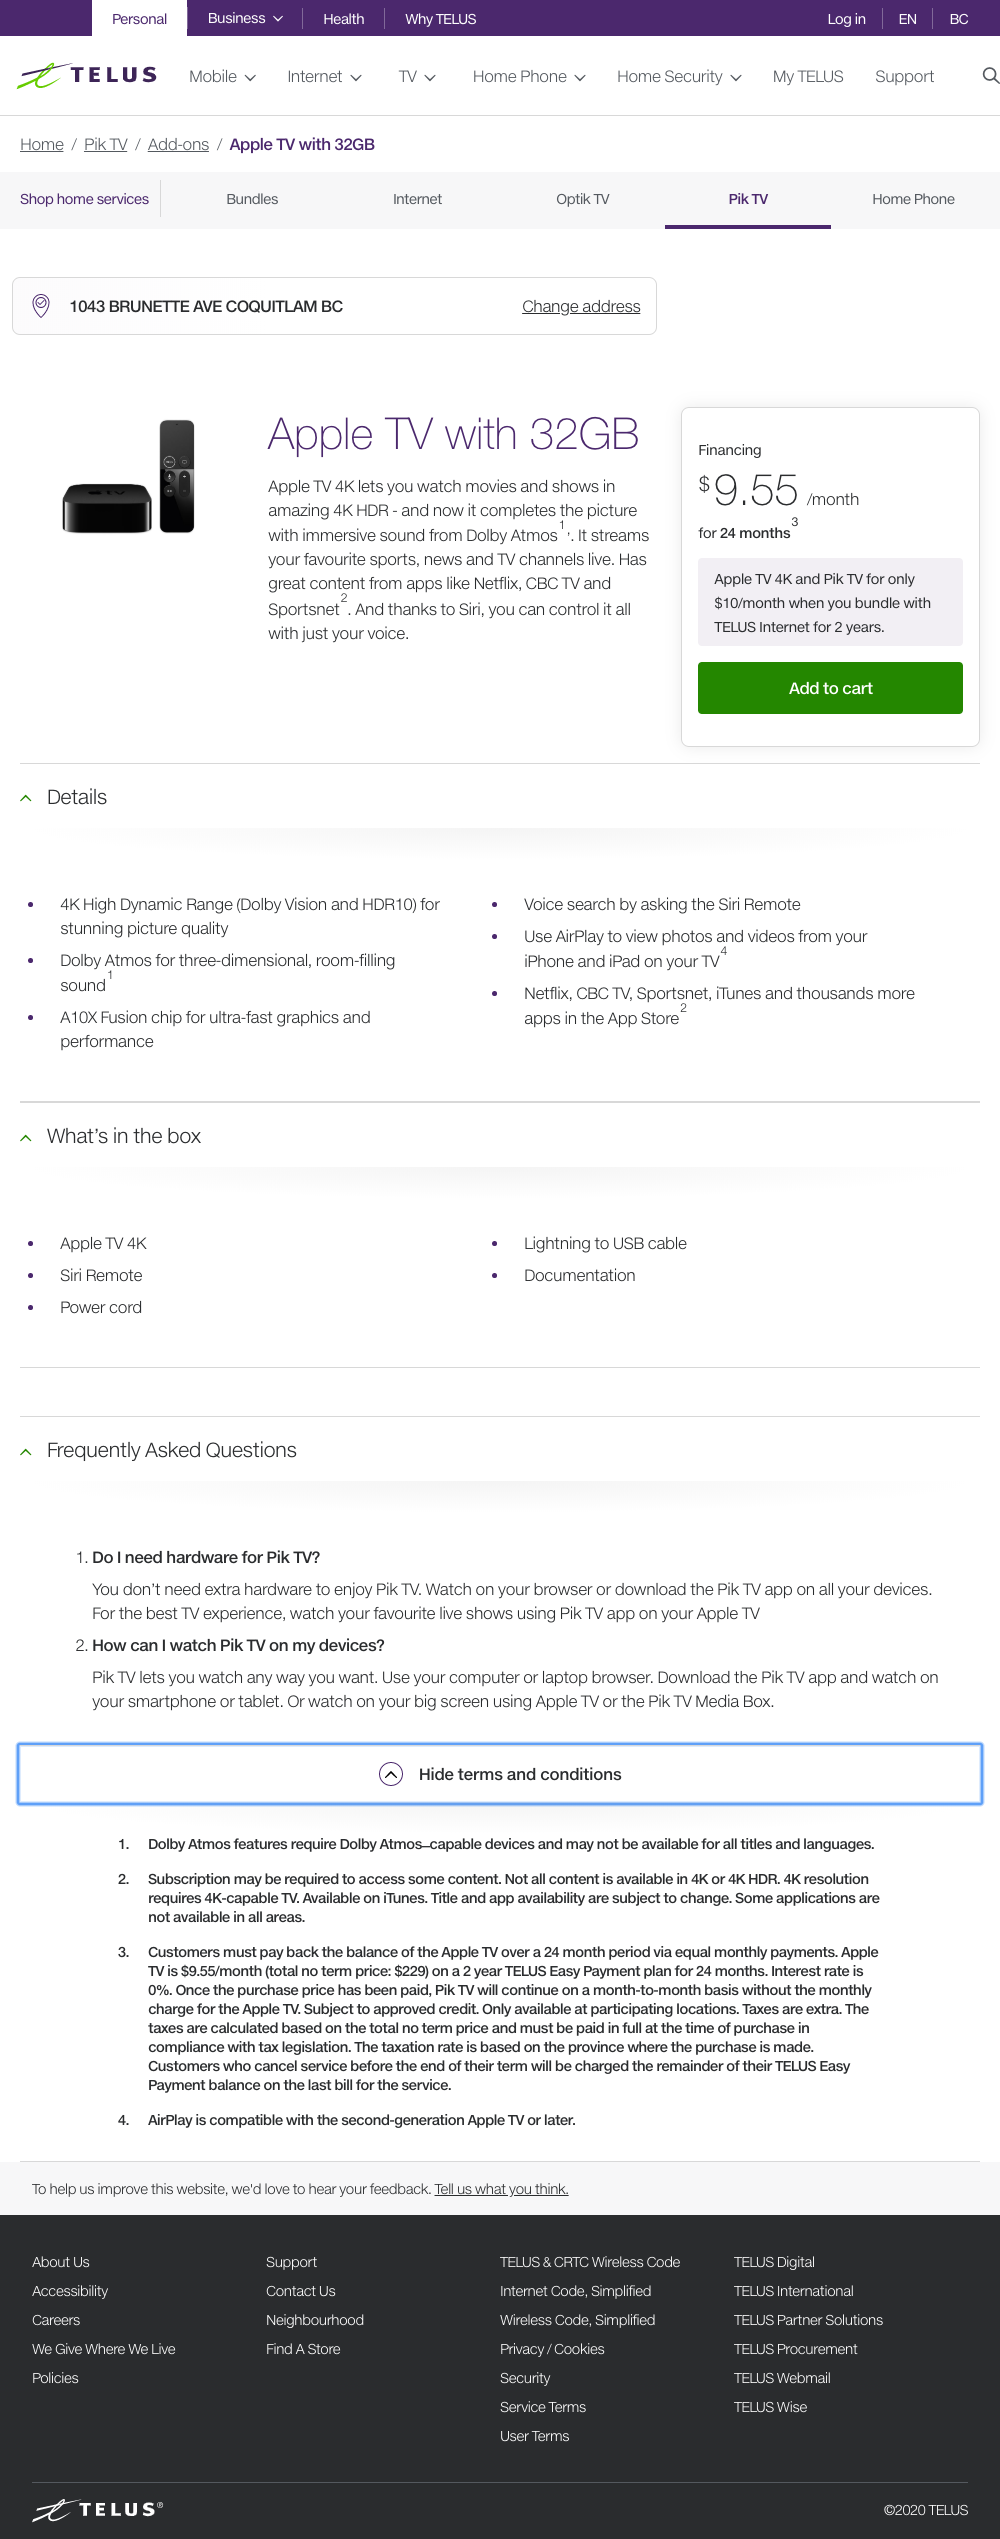 Personal
Business
Health
Why TELUS
Log in
EN
BC
TELUS
Mobile
Internet
TV
Home Phone
Home Security
My TELUS
Support
Home / Pik TV / Add-ons / Apple TV with 32GB
Shop home services
Bundles
Internet
Optik TV
Pik TV
Home Phone
1043 BRUNETTE AVE COQUITLAM BC
Change address
tv
MENU
Apple TV with 32GB
Apple TV 4K lets you watch movies and shows in
amazing 4K HDR - and now it completes the picture
with immersive sound from Dolby Atmos1,. It streams
your favourite sports, news and TV channels live. Has
great content from apps like Netflix, CBC TV and
Sportsnet2. And thanks to Siri, you can control it all
with just your voice.
Financing
$9.55 /month
for 24 months3
Apple TV 4K and Pik TV for only
$10/month when you bundle with
TELUS Internet for 2 years.
Add to cart
Details
• 4K High Dynamic Range (Dolby Vision and HDR10) for
stunning picture quality
• Dolby Atmos for three-dimensional, room-filling
sound1
• A10X Fusion chip for ultra-fast graphics and
performance
• Voice search by asking the Siri Remote
• Use AirPlay to view photos and videos from your
iPhone and iPad on your TV4
• Netflix, CBC TV, Sportsnet, iTunes and thousands more
apps in the App Store2
What's in the box
• Apple TV 4K
• Siri Remote
• Power cord
• Lightning to USB cable
• Documentation
Frequently Asked Questions
1. Do I need hardware for Pik TV?
You don't need extra hardware to enjoy Pik TV. Watch on your browser or download the Pik TV app on all your devices.
For the best TV experience, watch your favourite live shows using Pik TV app on your Apple TV
2. How can I watch Pik TV on my devices?
Pik TV lets you watch any way you want. Use your computer or laptop browser. Download the Pik TV app and watch on
your smartphone or tablet. Or watch on your big screen using Apple TV or the Pik TV Media Box.
Hide terms and conditions
1. Dolby Atmos features require Dolby Atmos–capable devices and may not be available for all titles and languages.
2. Subscription may be required to access some content. Not all content is available in 4K or 4K HDR. 4K resolution
requires 4K-capable TV. Available on iTunes. Title and app availability are subject to change. Some applications are
not available in all areas.
3. Customers must pay back the balance of the Apple TV over a 24 month period via equal monthly payments. Apple
TV is $9.55/month (total no term price: $229) on a 2 year TELUS Easy Payment plan for 24 months. Interest rate is
0%. Once the purchase price has been paid, Pik TV will continue on a month-to-month basis without the monthly
charge for the Apple TV. Subject to approved credit. Only available at participating locations. Taxes are extra. The
taxes are calculated based on the total no term price and must be paid in full at the time of purchase in
compliance with tax legislation. The taxation rate is based on the province where the purchase is made.
Customers who cancel service before the end of their term will be charged the remainder of their TELUS Easy
Payment balance on the last bill for the service.
4. AirPlay is compatible with the second-generation Apple TV or later.
To help us improve this website, we'd love to hear your feedback. Tell us what you think.
About Us
Accessibility
Careers
We Give Where We Live
Policies
Support
Contact Us
Neighbourhood
Find A Store
TELUS & CRTC Wireless Code
Internet Code, Simplified
Wireless Code, Simplified
Privacy / Cookies
Security
Service Terms
User Terms
TELUS Digital
TELUS International
TELUS Partner Solutions
TELUS Procurement
TELUS Webmail
TELUS Wise
TELUS®
©2020 TELUS